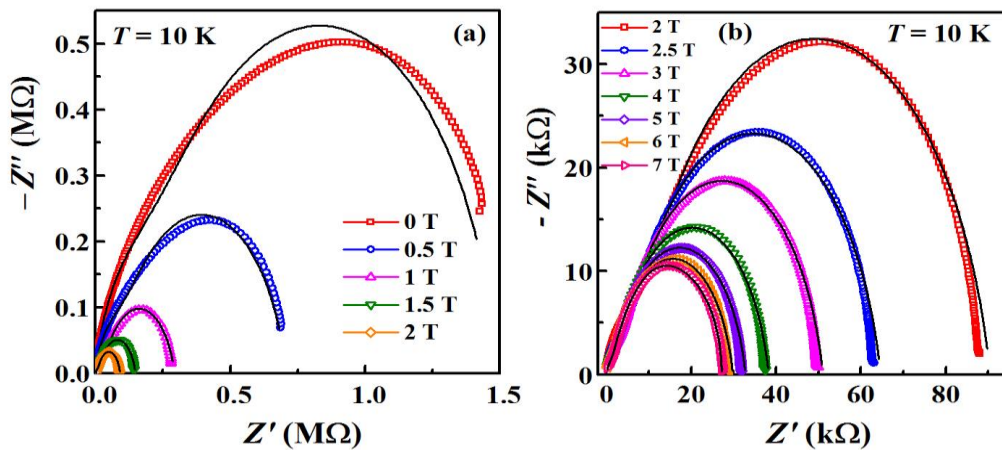 T = 10 K
(a)
0.5
0.4
0.3
0.2
0.1
0.0
− Z″ (MΩ)
0 T
0.5 T
1 T
1.5 T
2 T
0.0 0.5 1.0 1.5
Z′ (MΩ)
2 T
2.5 T
3 T
4 T
5 T
6 T
7 T
(b)
T = 10 K
30
20
10
0
- Z″ (kΩ)
0 20 40 60 80
Z′ (kΩ)